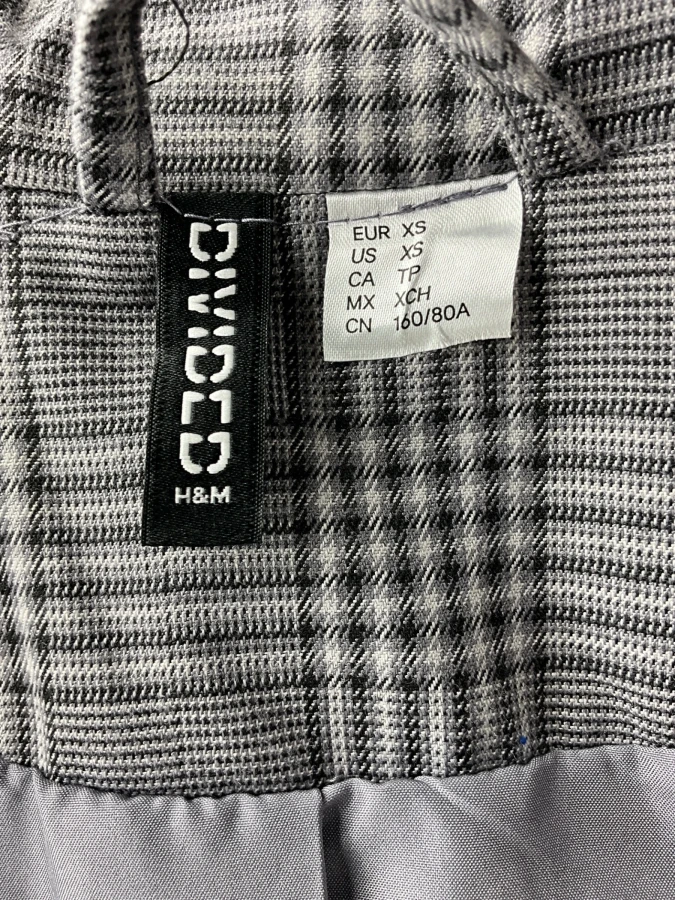 DIVIDED
H&M
EUR XS
US XS
CA TP
MX XCH
CN 160/80A